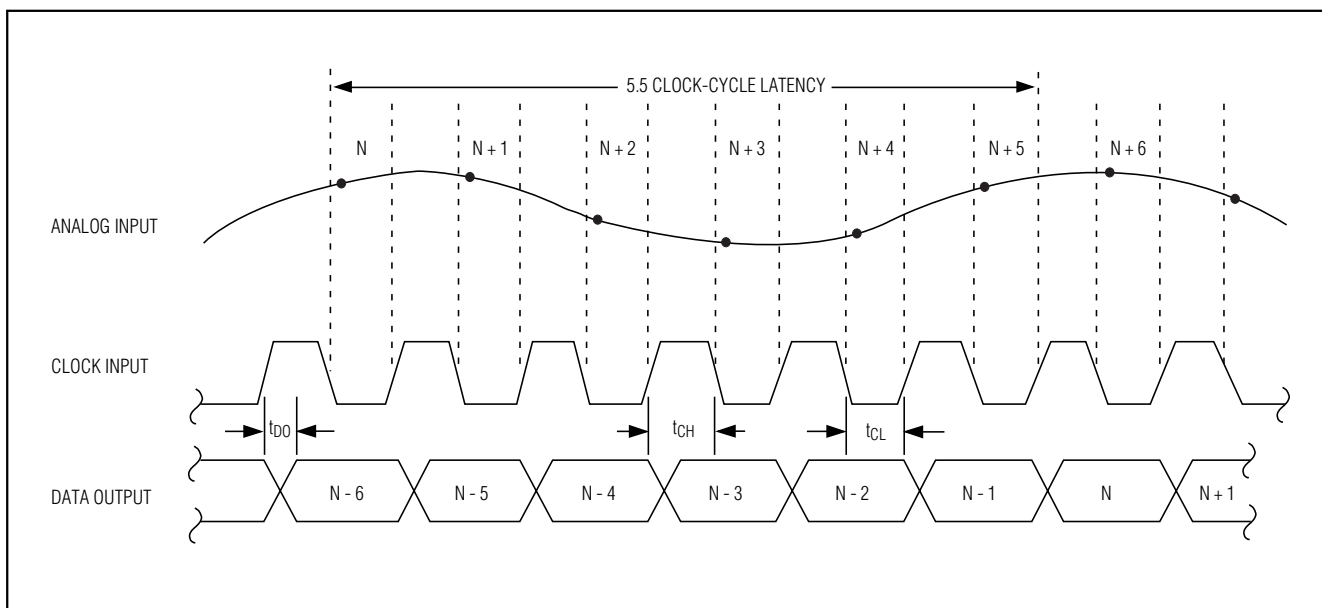 5.5 CLOCK-CYCLE LATENCY
N N + 1 N + 2 N + 3 N + 4 N + 5 N + 6
ANALOG INPUT
CLOCK INPUT
tDO tCH tCL
DATA OUTPUT N - 6 N - 5 N - 4 N - 3 N - 2 N - 1 N N + 1